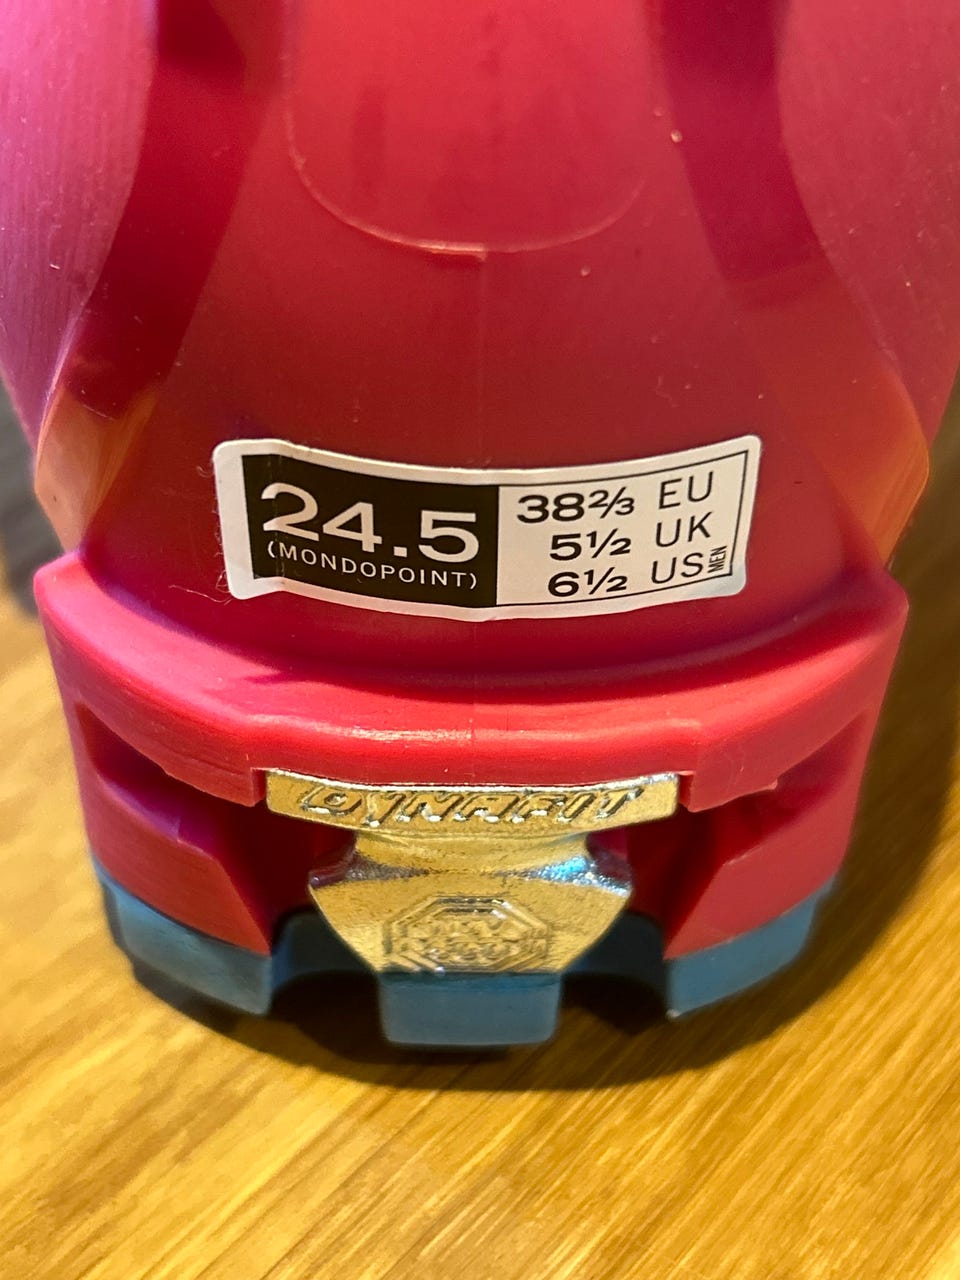 24.5
(MONDOPOINT)
38⅔ EU
5½ UK
6½ US MEN
DYNAFIT